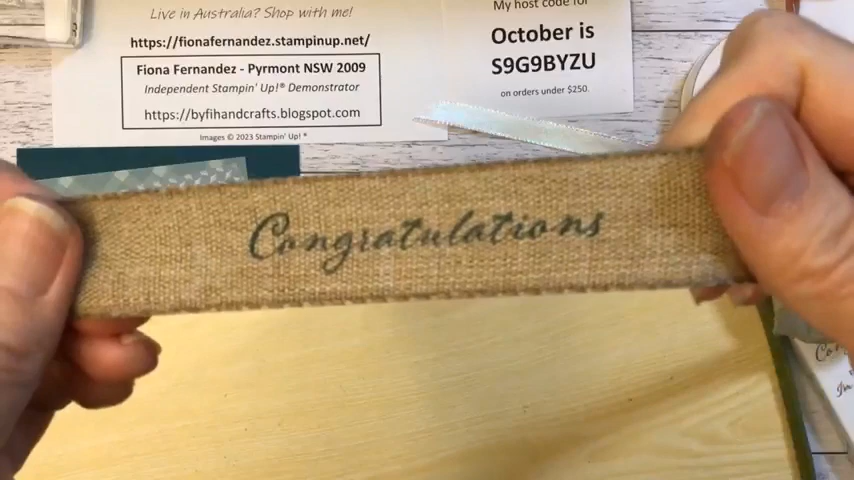 Live in Australia? Shop with me!
https://fionafernandez.stampinup.net/
Fiona Fernandez - Pyrmont NSW 2009
Independent Stampin' Up!® Demonstrator
https://byfihandcrafts.blogspot.com
Images © 2023 Stampin' Up! ®
My host code for
October is
S9G9BYZU
on orders under $250.
Congratulations